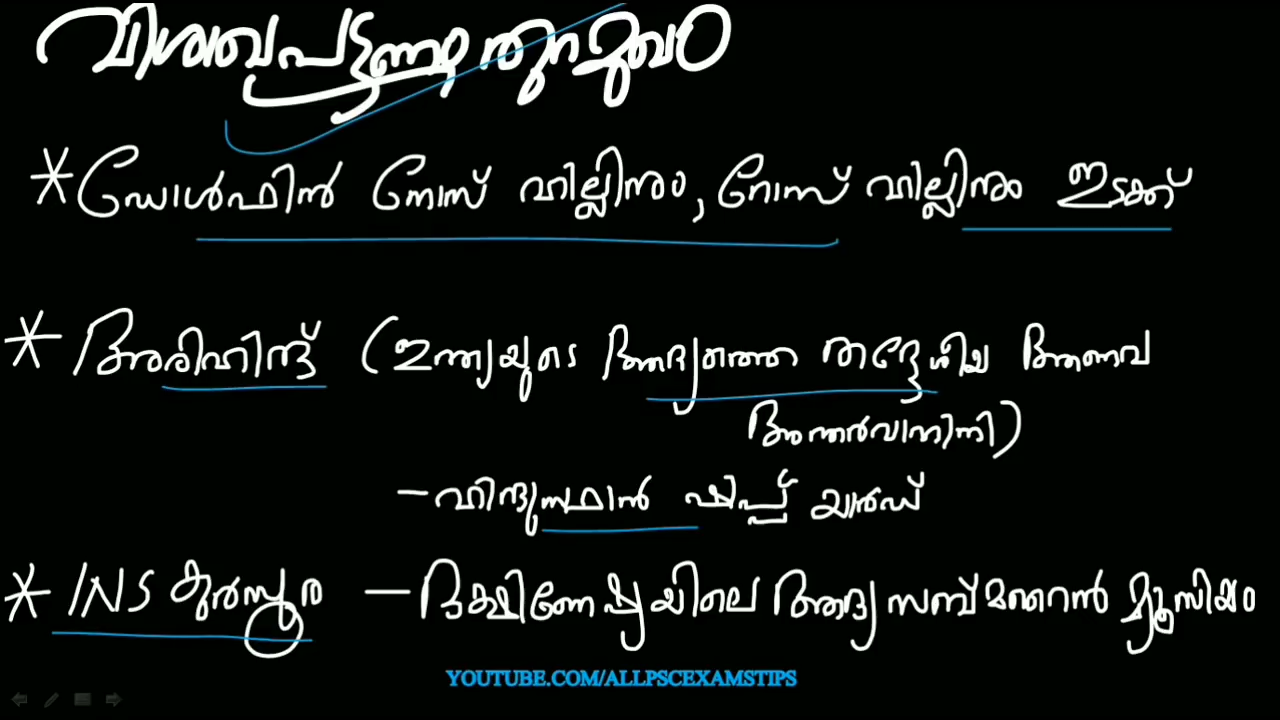 വിശാഖപട്ടണം തുറമുഖം
* ഡോൾഫിൻ നോസ് ഹില്ലിനും, റോസ് ഹില്ലിനും ഇടക്ക്
* അരിഹന്ദ് (ഇന്ത്യയുടെ ആദ്യത്തെ തദ്ദേശീയ ആണവ
അന്തർവാഹിനി)
- ഹിന്ദുസ്ഥാൻ ഷിപ്പ് യാർഡ്
* INS കുർസുര - ദക്ഷിണേഷ്യയിലെ ആദ്യ സബ്മറൈൻ മ്യൂസിയം
YOUTUBE.COM/ALLPSCEXAMSTIPS